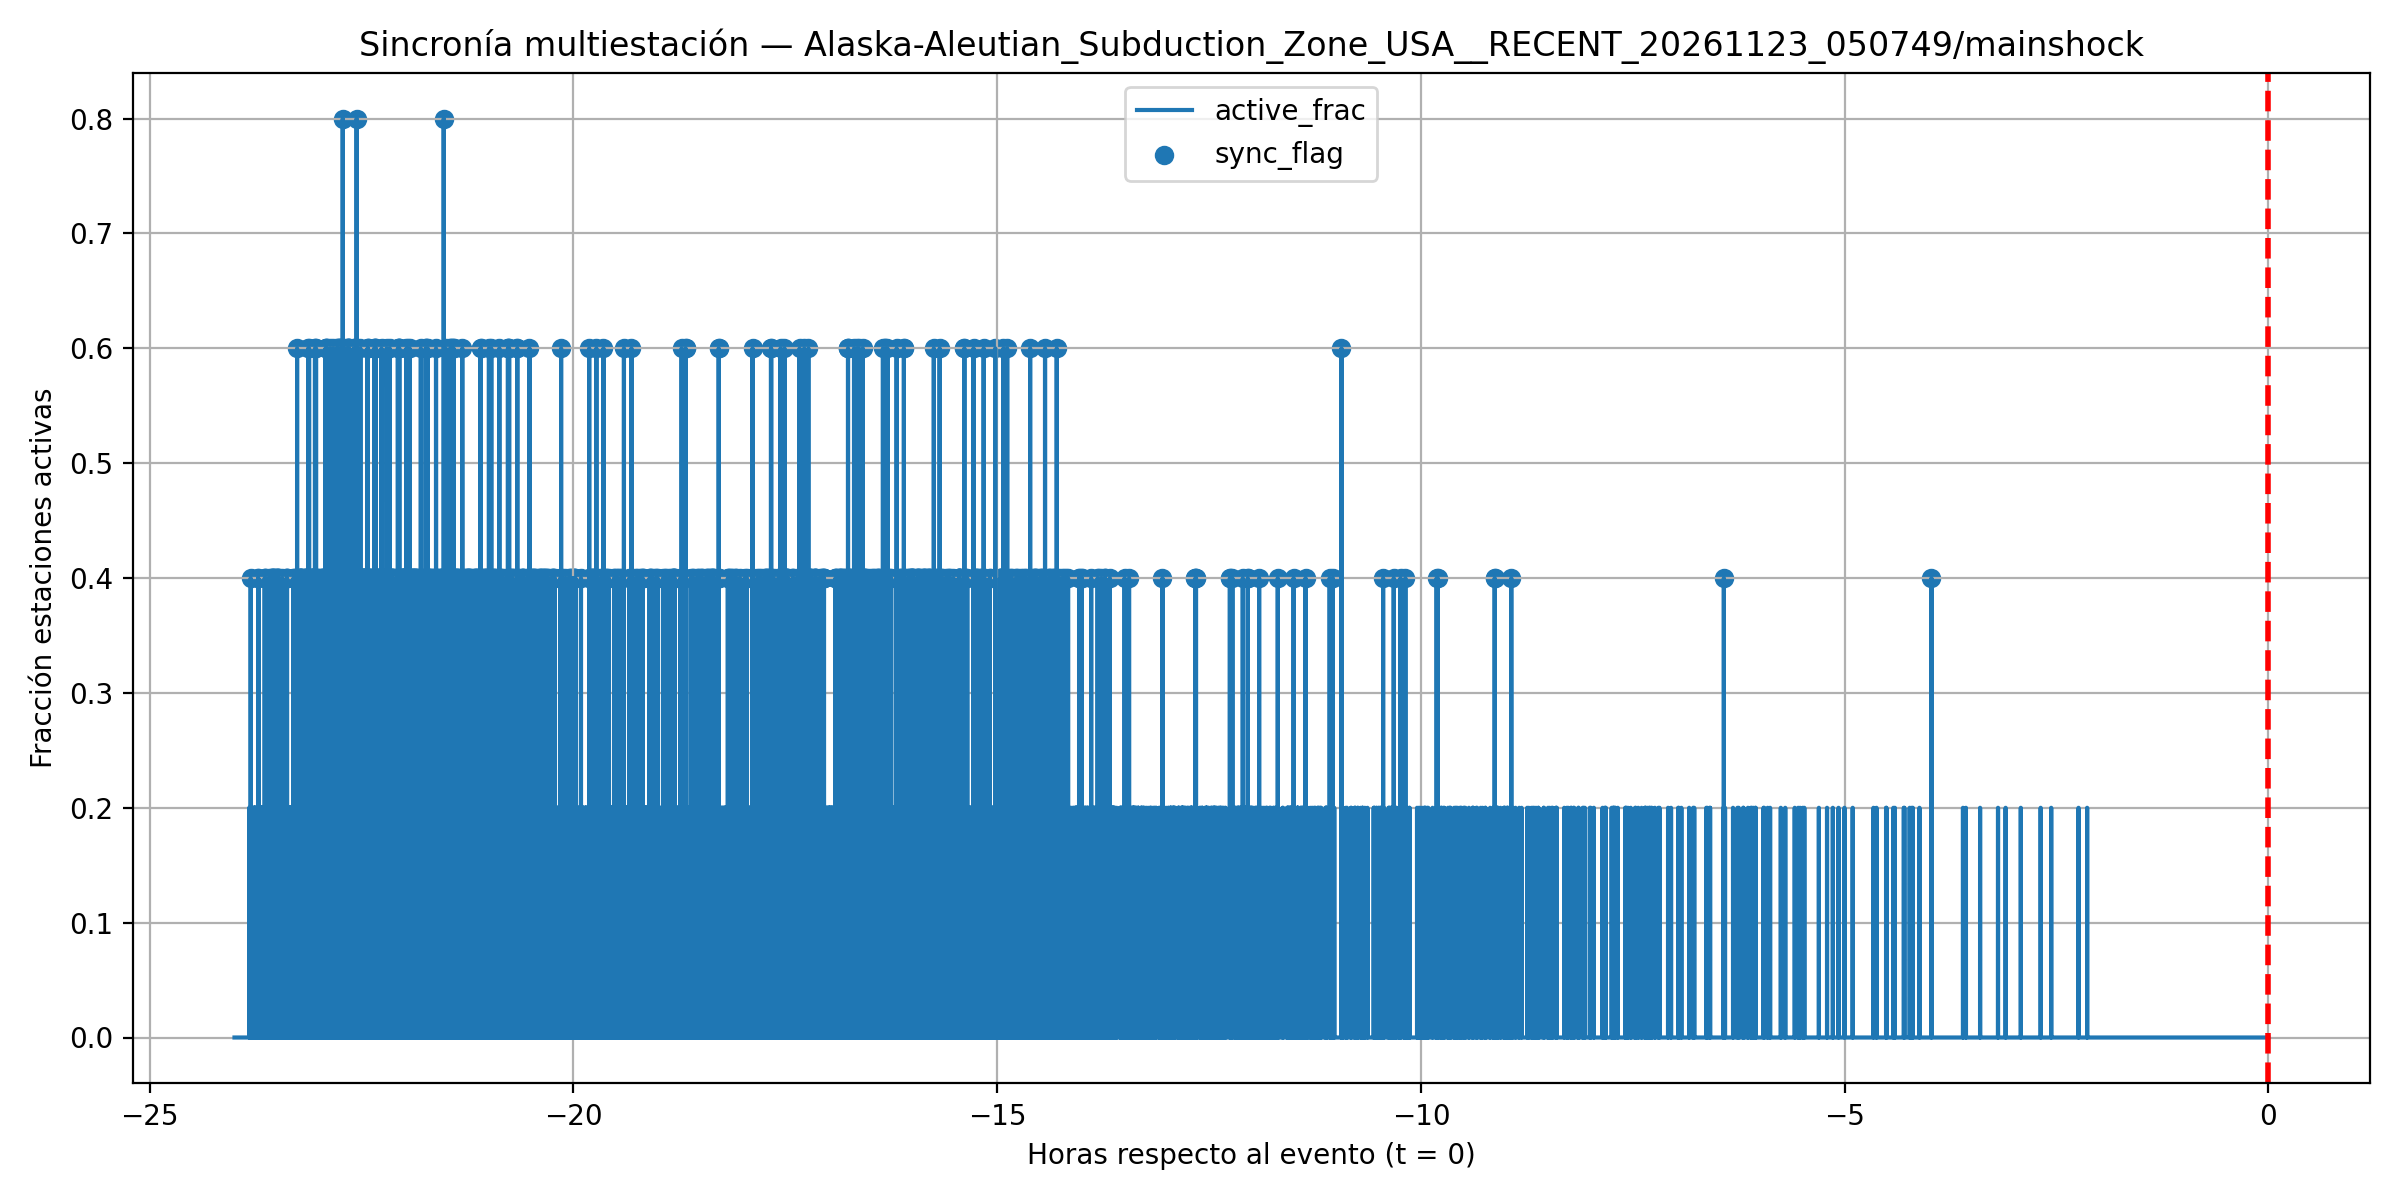 Sincronía multiestación — Alaska-Aleutian_Subduction_Zone_USA__RECENT_20261123_050749/mainshock
active_frac
sync_flag
Fracción estaciones activas
0.8
0.7
0.6
0.5
0.4
0.3
0.2
0.1
0.0
−25 −20 −15 −10 −5 0
Horas respecto al evento (t = 0)